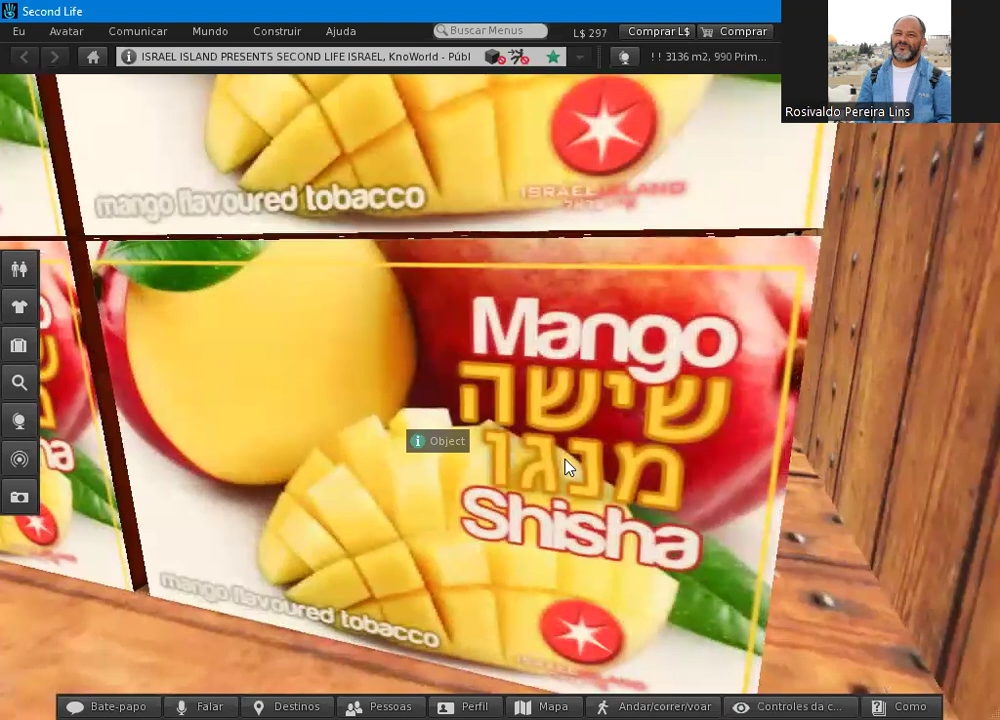 Second Life
Eu Avatar Comunicar Mundo Construir Ajuda
Buscar Menus
L$ 297
Comprar L$
Comprar
ISRAEL ISLAND PRESENTS SECOND LIFE ISRAEL, KnoWorld - Públ
!! 3136 m2, 990 Prim...
Rosivaldo Pereira Lins
mango flavoured tobacco
ISRAEL ISLAND
Mango
שישה
מנגו
Shisha
Object
mango flavoured tobacco
Bate-papo Falar Destinos Pessoas Perfil Mapa Andar/correr/voar Controles da c... Como